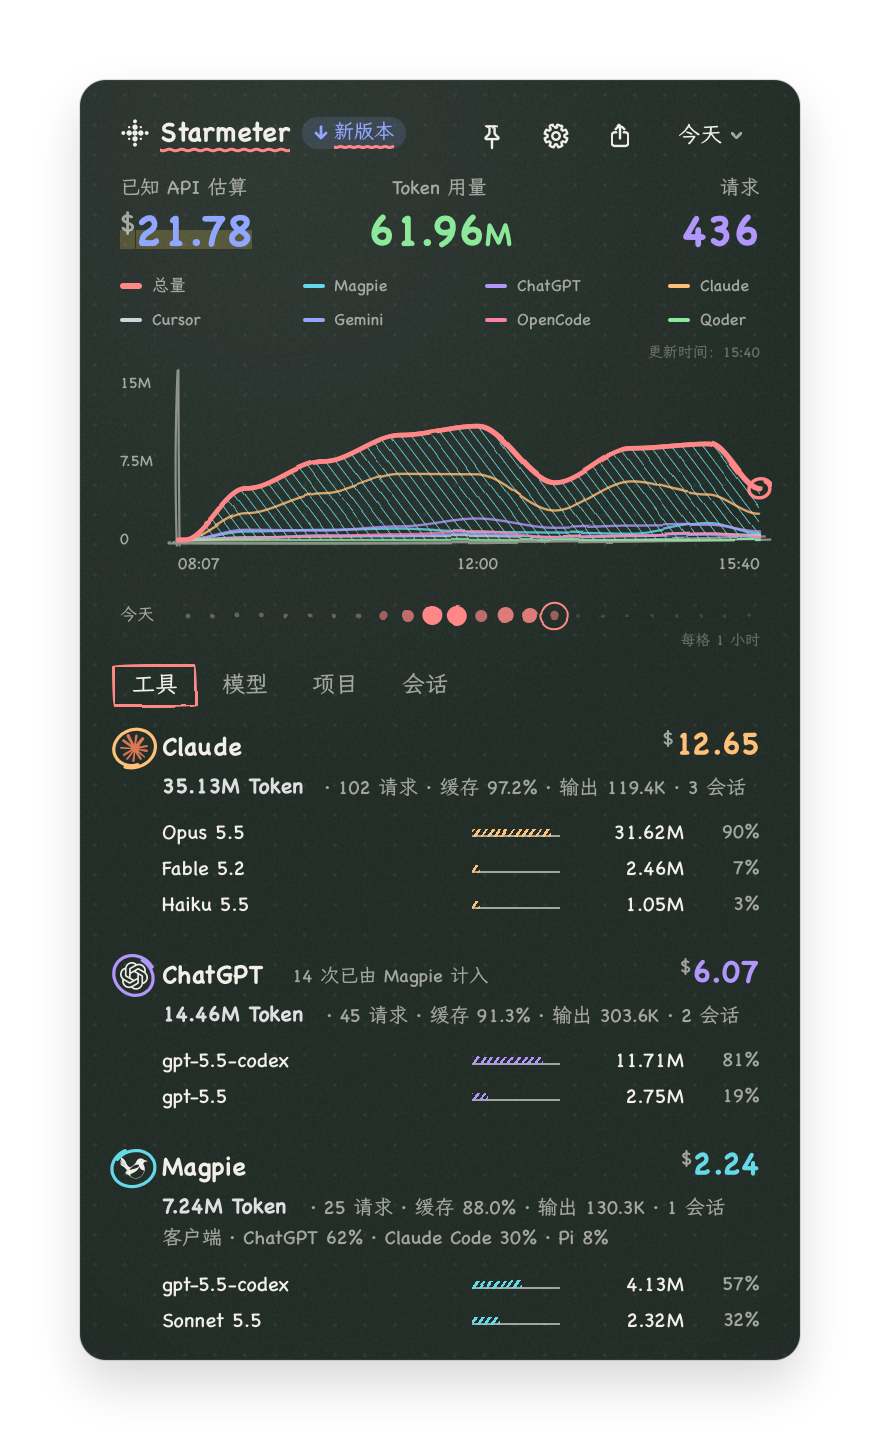 Starmeter 新版本 今天
已知 API 估算 Token 用量 请求
$21.78 61.96M 436
总量 Magpie ChatGPT Claude
Cursor Gemini OpenCode Qoder
更新时间: 15:40
15M
7.5M
0
08:07 12:00 15:40
今天
每格 1 小时
工具 模型 项目 会话
Claude $12.65
35.13M Token · 102 请求 · 缓存 97.2% · 输出 119.4K · 3 会话
Opus 5.5 31.62M 90%
Fable 5.2 2.46M 7%
Haiku 5.5 1.05M 3%
ChatGPT 14 次已由 Magpie 计入 $6.07
14.46M Token · 45 请求 · 缓存 91.3% · 输出 303.6K · 2 会话
gpt-5.5-codex 11.71M 81%
gpt-5.5 2.75M 19%
Magpie $2.24
7.24M Token · 25 请求 · 缓存 88.0% · 输出 130.3K · 1 会话
客户端 · ChatGPT 62% · Claude Code 30% · Pi 8%
gpt-5.5-codex 4.13M 57%
Sonnet 5.5 2.32M 32%